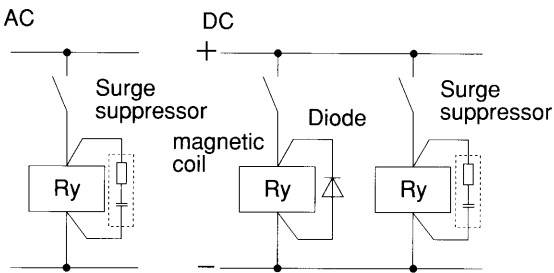 AC
DC
+
Surge
suppressor
magnetic
coil
Diode
Surge
suppressor
Ry
Ry
Ry
−